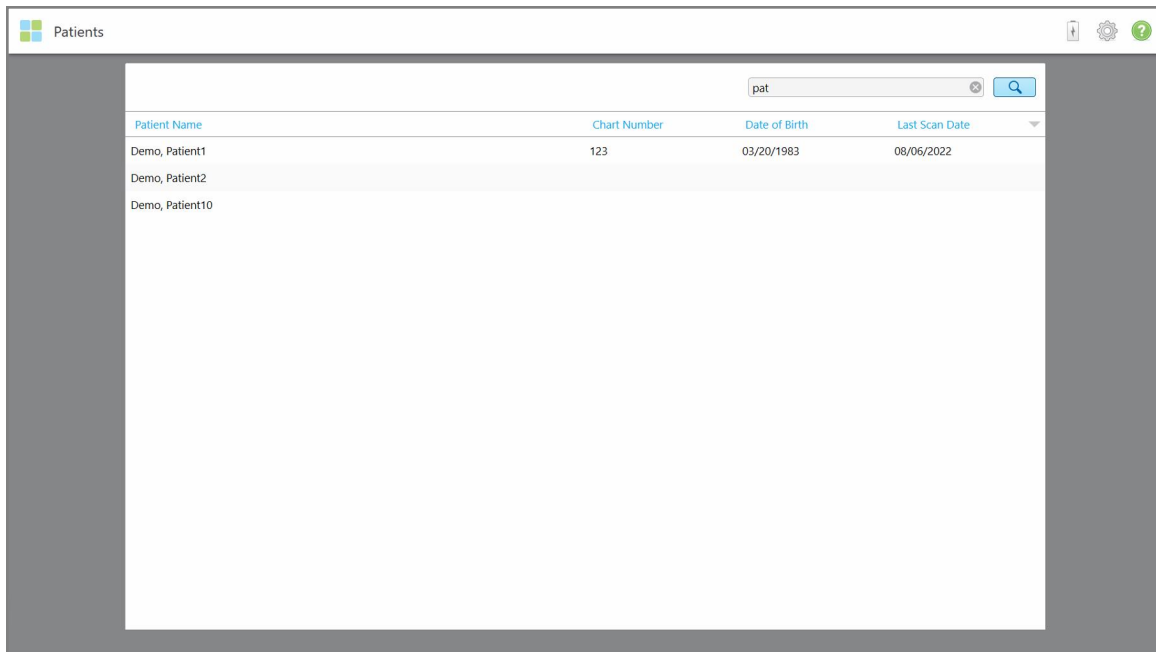 Patients
?
pat
Patient Name Chart Number Date of Birth Last Scan Date
Demo, Patient1 123 03/20/1983 08/06/2022
Demo, Patient2
Demo, Patient10